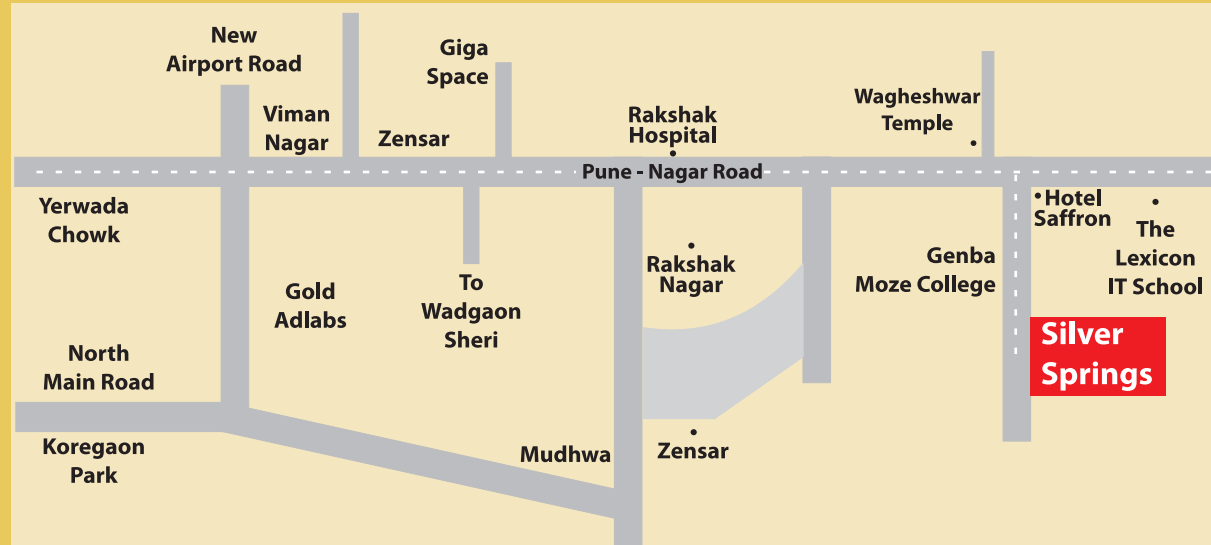 New
Airport Road
Viman
Nagar
Zensar
Giga
Space
Rakshak
Hospital
Wagheshwar
Temple
Pune - Nagar Road
Yerwada
Chowk
Hotel
Saffron
The
Lexicon
IT School
Gold
Adlabs
To
Wadgaon
Sheri
Rakshak
Nagar
Genba
Moze College
North
Main Road
Silver
Springs
Koregaon
Park
Mudhwa
Zensar